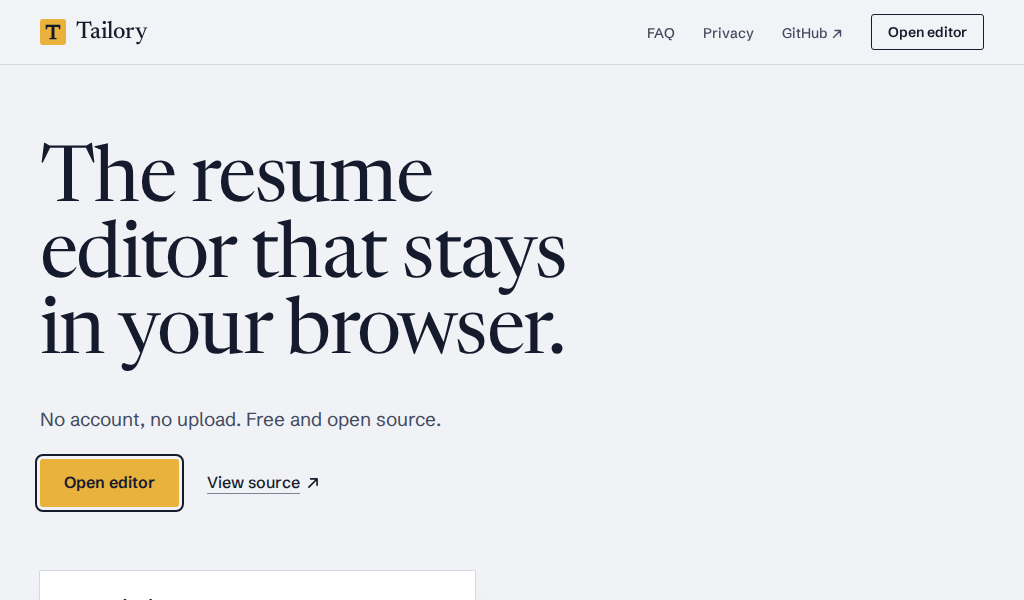 T Tailory
FAQ Privacy GitHub ↗ Open editor
The resume
editor that stays
in your browser.
No account, no upload. Free and open source.
Open editor View source ↗